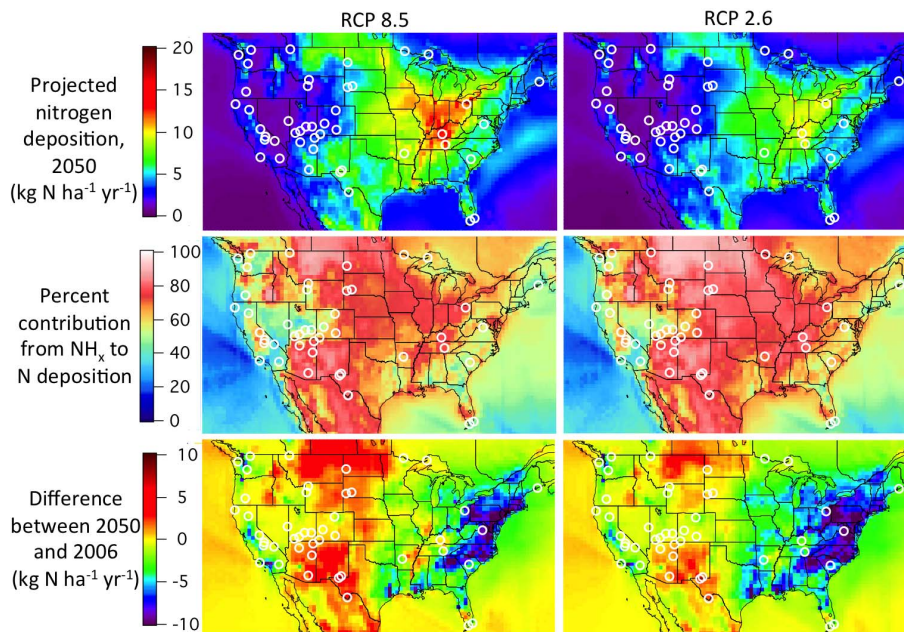 RCP 8.5
RCP 2.6
Projected
nitrogen
deposition,
2050
(kg N ha⁻¹ yr⁻¹)
20
15
10
5
0
Percent
contribution
from NHₓ to
N deposition
100
80
60
40
20
0
Difference
between 2050
and 2006
(kg N ha⁻¹ yr⁻¹)
10
5
0
-5
-10